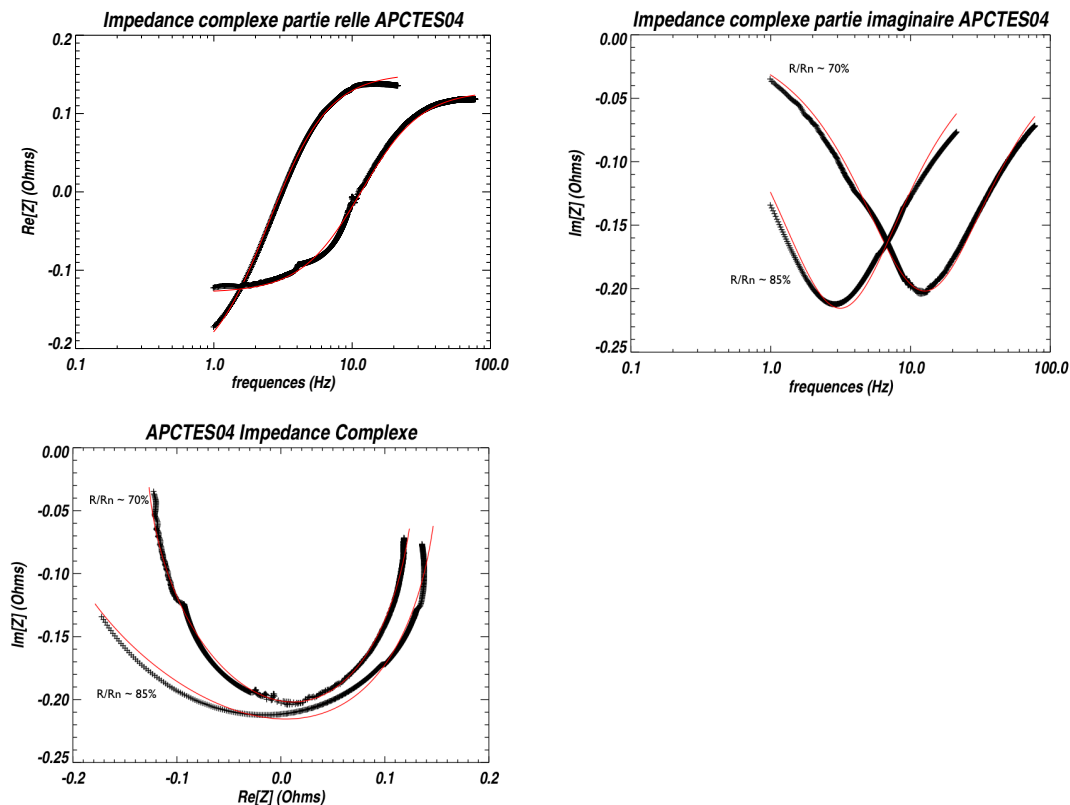 Impedance complexe partie relle APCTES04
0.2
0.1
0.0
-0.1
-0.2
Re[Z] (Ohms)
0.1
1.0
10.0
100.0
frequences (Hz)
Impedance complexe partie imaginaire APCTES04
0.00
-0.05
-0.10
-0.15
-0.20
-0.25
Im[Z] (Ohms)
R/Rn ~ 70%
R/Rn ~ 85%
0.1
1.0
10.0
100.0
frequences (Hz)
APCTES04 Impedance Complexe
0.00
-0.05
-0.10
-0.15
-0.20
-0.25
Im[Z] (Ohms)
R/Rn ~ 70%
R/Rn ~ 85%
-0.2
-0.1
0.0
0.1
0.2
Re[Z] (Ohms)